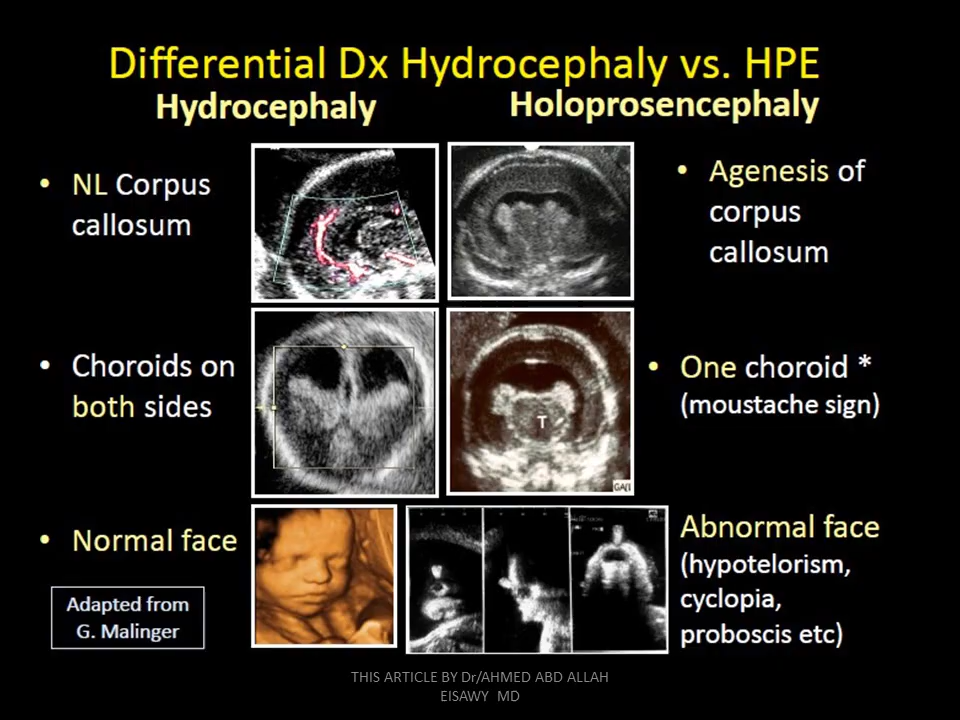 Differential Dx Hydrocephaly vs. HPE
Hydrocephaly
Holoprosencephaly
• NL Corpus
callosum
• Agenesis of
corpus
callosum
• Choroids on
both sides
• One choroid *
(moustache sign)
T
• Normal face
Abnormal face
(hypotelorism,
cyclopia,
proboscis etc)
Adapted from
G. Malinger
THIS ARTICLE BY Dr/AHMED ABD ALLAH
EISAWY MD